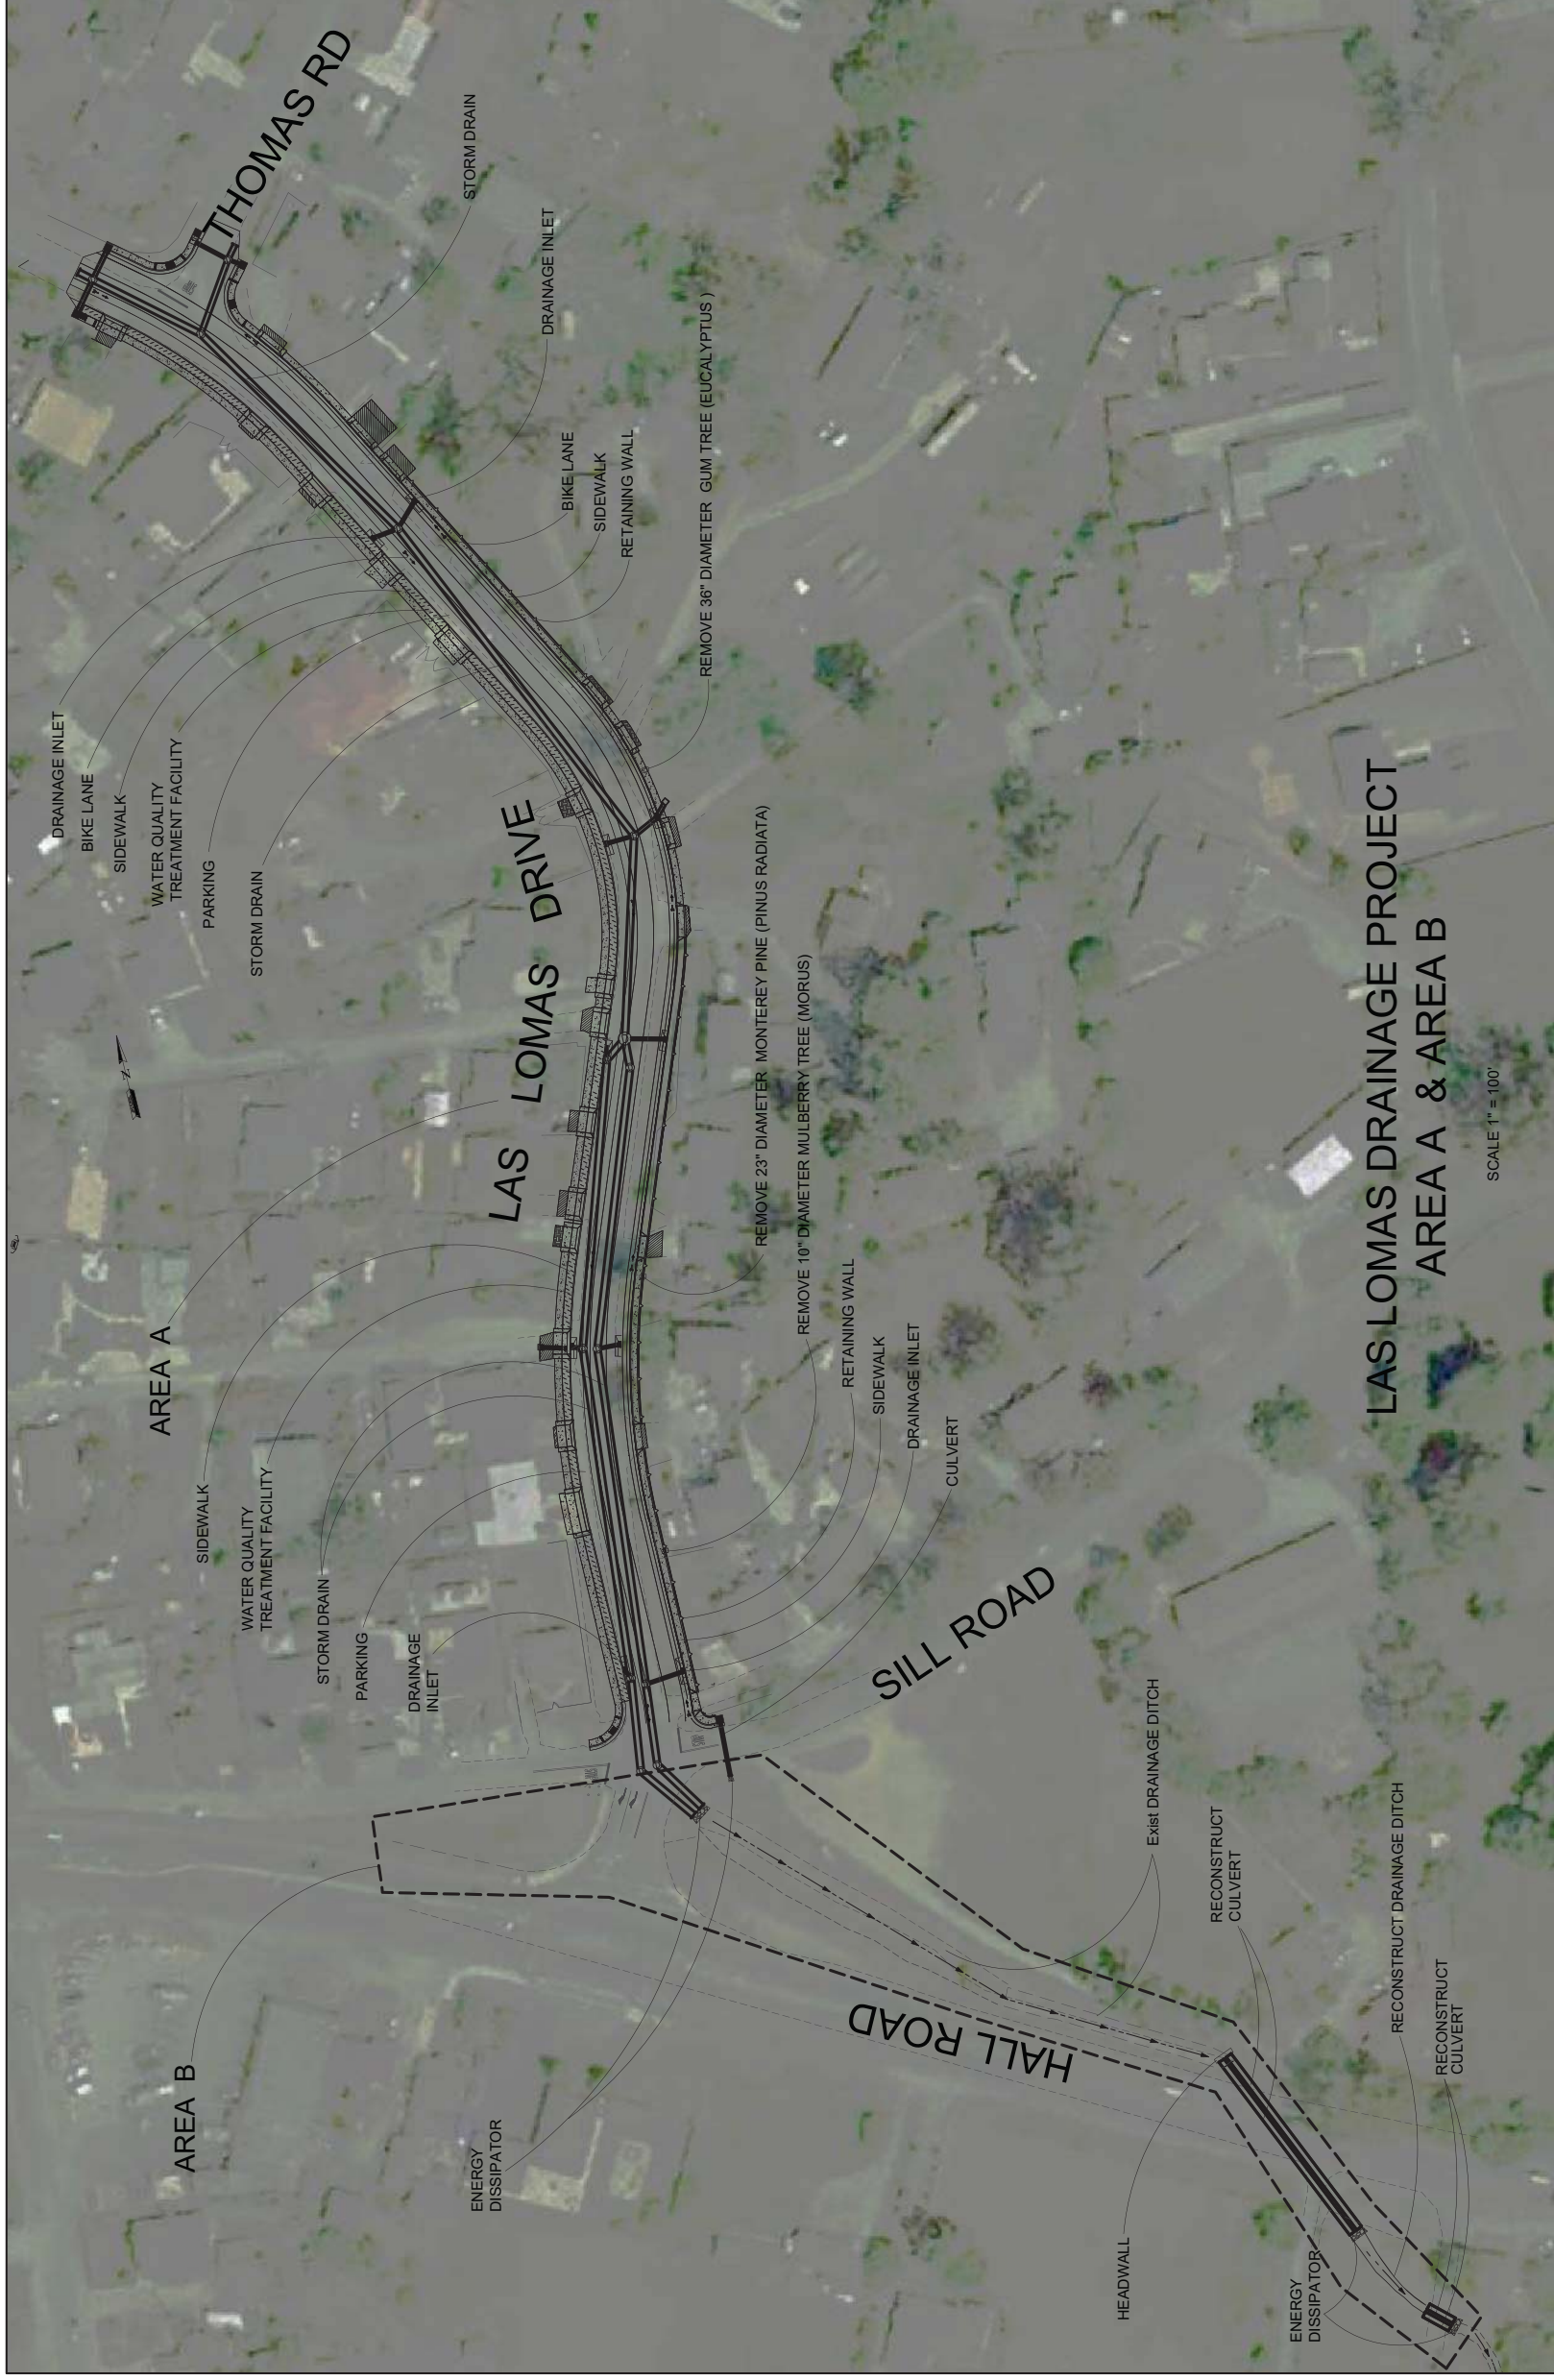 THOMAS RD
STORM DRAIN
DRAINAGE INLET
BIKE LANE
SIDEWALK
RETAINING WALL
REMOVE 36" DIAMETER  GUM TREE (EUCALYPTUS )
DRAINAGE INLET
BIKE LANE
SIDEWALK
WATER QUALITY
TREATMENT FACILITY
PARKING
STORM DRAIN
LAS LOMAS DRIVE
N
REMOVE 23" DIAMETER  MONTEREY PINE (PINUS RADIATA)
REMOVE 10" DIAMETER MULBERRY TREE (MORUS)
RETAINING WALL
SIDEWALK
DRAINAGE INLET
CULVERT
AREA A
SIDEWALK
WATER QUALITY
TREATMENT FACILITY
STORM DRAIN
PARKING
DRAINAGE
INLET
SILL ROAD
Exist DRAINAGE DITCH
RECONSTRUCT
CULVERT
RECONSTRUCT DRAINAGE DITCH
RECONSTRUCT
CULVERT
HALL ROAD
AREA B
ENERGY
DISSIPATOR
HEADWALL
ENERGY
DISSIPATOR
LAS LOMAS DRAINAGE PROJECT
AREA A & AREA B
SCALE 1" = 100'